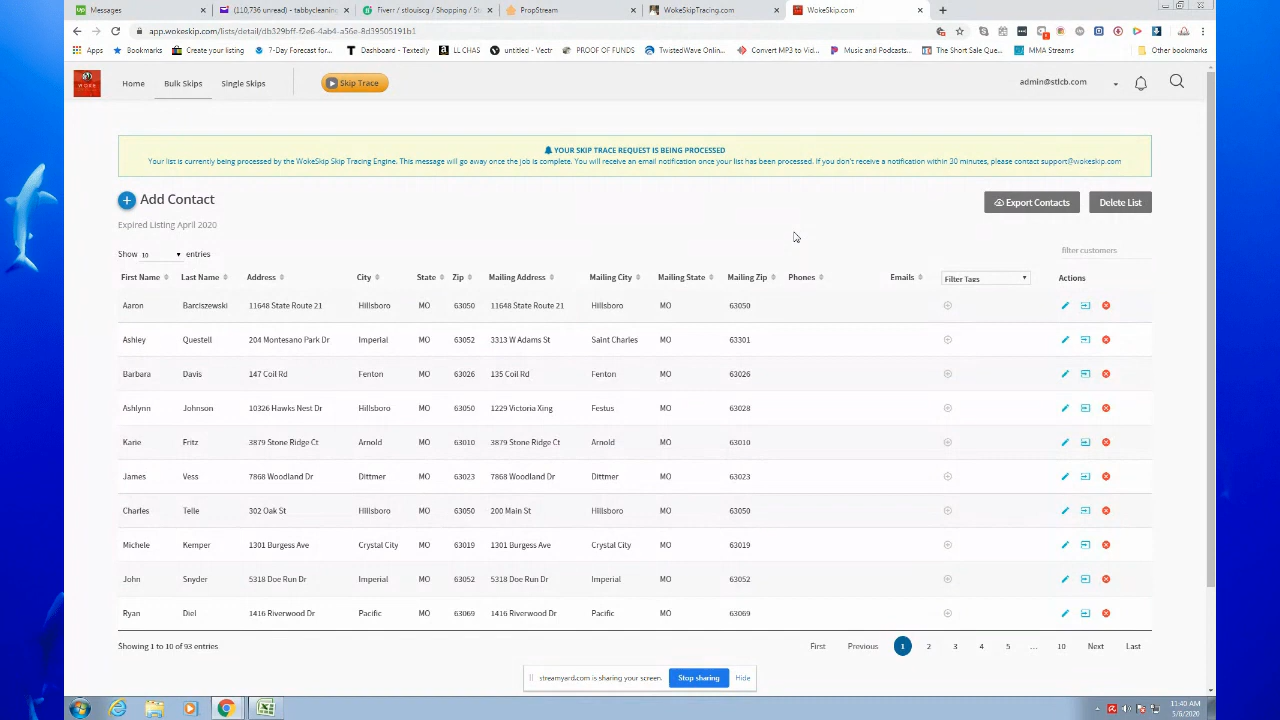 Messages
(110,736 unread) - tabbycleaning
Fiverr / stlouiscg / Shopping / St
PropStream
WokeSkipTracing.com
WokeSkip.com
app.wokeskip.com/lists/detail/db329bff-f2e6-4ab4-a56e-8d39505191b1
Apps
Bookmarks
Create your listing
7-Day Forecast for...
Dashboard - Textedly
LL CHAS
Untitled - Vest
PROOF OF FUNDS
TwistedWave Onlin...
Convert MP3 to Vid...
Music and Podcasts...
The Short Sale Que...
MMA Streams
Other bookmarks
Home
Bulk Skips
Single Skips
Skip Trace
admin@stlcb.com
YOUR SKIP TRACE REQUEST IS BEING PROCESSED
Your list is currently being processed by the WokeSkip Skip Tracing Engine. This message will go away once the job is complete. You will receive an email notification once your list has been processed. If you don't receive a notification within 30 minutes, please contact support@wokeskip.com
Add Contact
Export Contacts
Delete List
Expired Listing April 2020
Show 10 entries
filter customers
First Name Last Name Address City State Zip Mailing Address Mailing City Mailing State Mailing Zip Phones Emails Filter Tags Actions
Aaron Barciszewski 11648 State Route 21 Hillsboro MO 63050 11648 State Route 21 Hillsboro MO 63050
Ashley Questell 204 Montesano Park Dr Imperial MO 63052 3313 W Adams St Saint Charles MO 63301
Barbara Davis 147 Coil Rd Fenton MO 63026 135 Coil Rd Fenton MO 63026
Ashlynn Johnson 10326 Hawks Nest Dr Hillsboro MO 63050 1229 Victoria Xing Festus MO 63028
Karie Fritz 3879 Stone Ridge Ct Arnold MO 63010 3879 Stone Ridge Ct Arnold MO 63010
James Vess 7868 Woodland Dr Dittmer MO 63023 7868 Woodland Dr Dittmer MO 63023
Charles Telle 302 Oak St Hillsboro MO 63050 200 Main St Hillsboro MO 63050
Michele Kemper 1301 Burgess Ave Crystal City MO 63019 1301 Burgess Ave Crystal City MO 63019
John Snyder 5318 Doe Run Dr Imperial MO 63052 5318 Doe Run Dr Imperial MO 63052
Ryan Diel 1416 Riverwood Dr Pacific MO 63069 1416 Riverwood Dr Pacific MO 63069
Showing 1 to 10 of 93 entries
First Previous 1 2 3 4 5 ... 10 Next Last
streamyard.com is sharing your screen.
Stop sharing
Hide
11:40 AM
5/6/2020